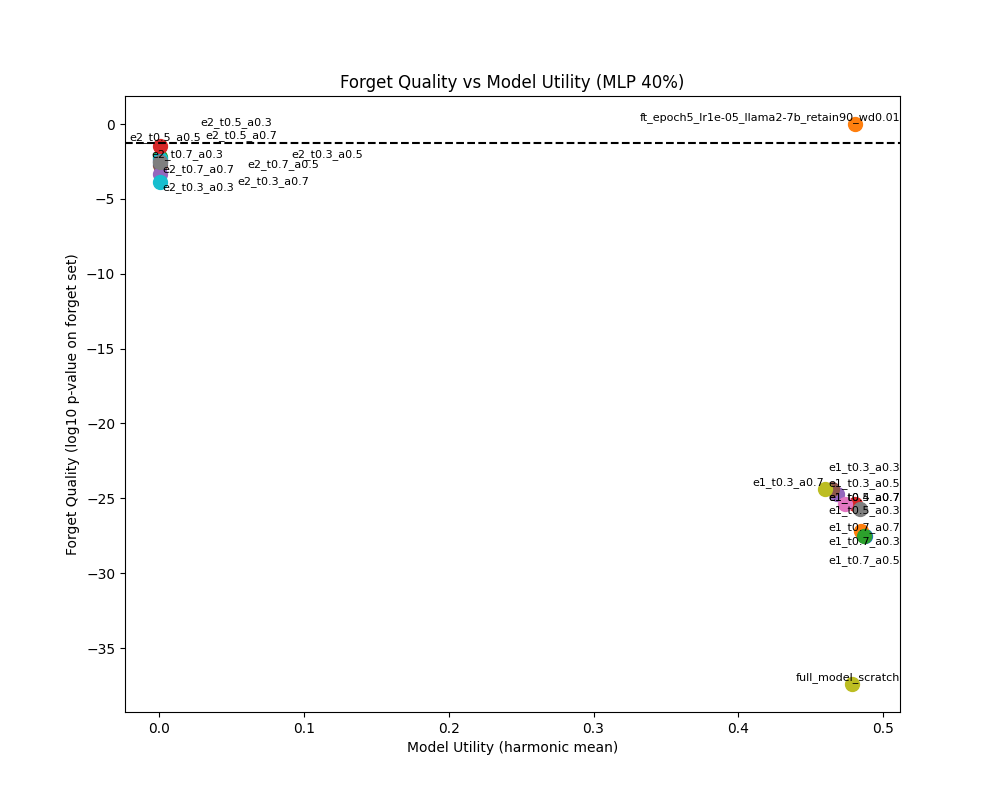 Forget Quality vs Model Utility (MLP 40%)
Forget Quality (log10 p-value on forget set)
0
−5
−10
−15
−20
−25
−30
−35
ft_epoch5_lr1e-05_llama2-7b_retain90_wd0.01
e2_t0.5_a0.3
e2_t0.5_a0.5
e2_t0.5_a0.7
e2_t0.7_a0.3
e2_t0.3_a0.5
e2_t0.7_a0.5
e2_t0.7_a0.7
e2_t0.3_a0.7
e2_t0.3_a0.3
e1_t0.3_a0.3
e1_t0.3_a0.7
e1_t0.3_a0.5
e1_t0.5_a0.3
e1_t0.7_a0.7
e1_t0.7_a0.3
e1_t0.7_a0.5
full_model_scratch
0.0
0.1
0.2
0.3
0.4
0.5
Model Utility (harmonic mean)